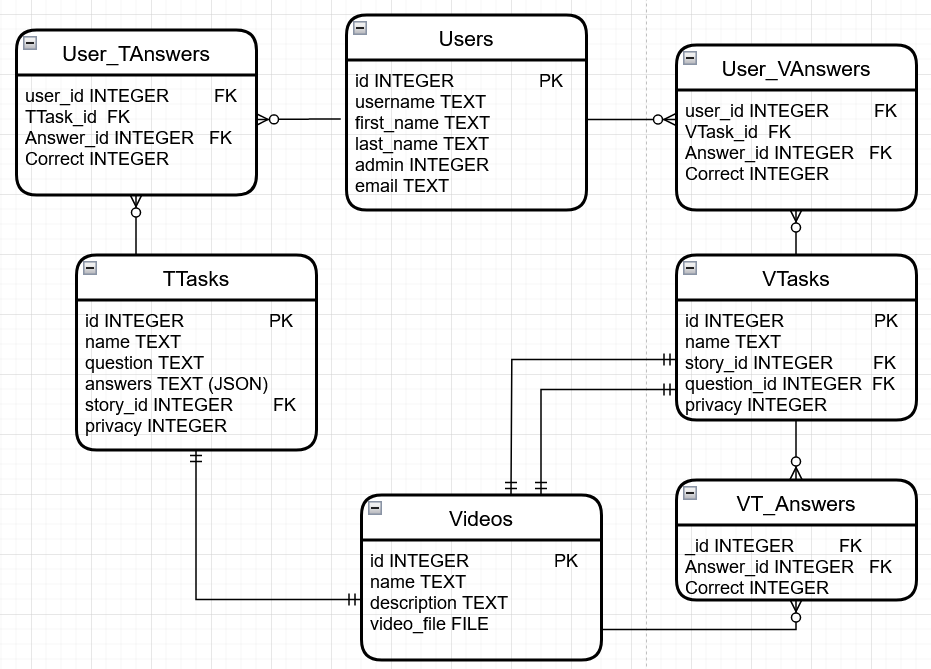 User_TAnswers
user_id INTEGER FK
TTask_id FK
Answer_id INTEGER FK
Correct INTEGER
Users
id INTEGER PK
username TEXT
first_name TEXT
last_name TEXT
admin INTEGER
email TEXT
User_VAnswers
user_id INTEGER FK
VTask_id FK
Answer_id INTEGER FK
Correct INTEGER
TTasks
id INTEGER PK
name TEXT
question TEXT
answers TEXT (JSON)
story_id INTEGER FK
privacy INTEGER
VTasks
id INTEGER PK
name TEXT
story_id INTEGER FK
question_id INTEGER FK
privacy INTEGER
Videos
id INTEGER PK
name TEXT
description TEXT
video_file FILE
VT_Answers
_id INTEGER FK
Answer_id INTEGER FK
Correct INTEGER